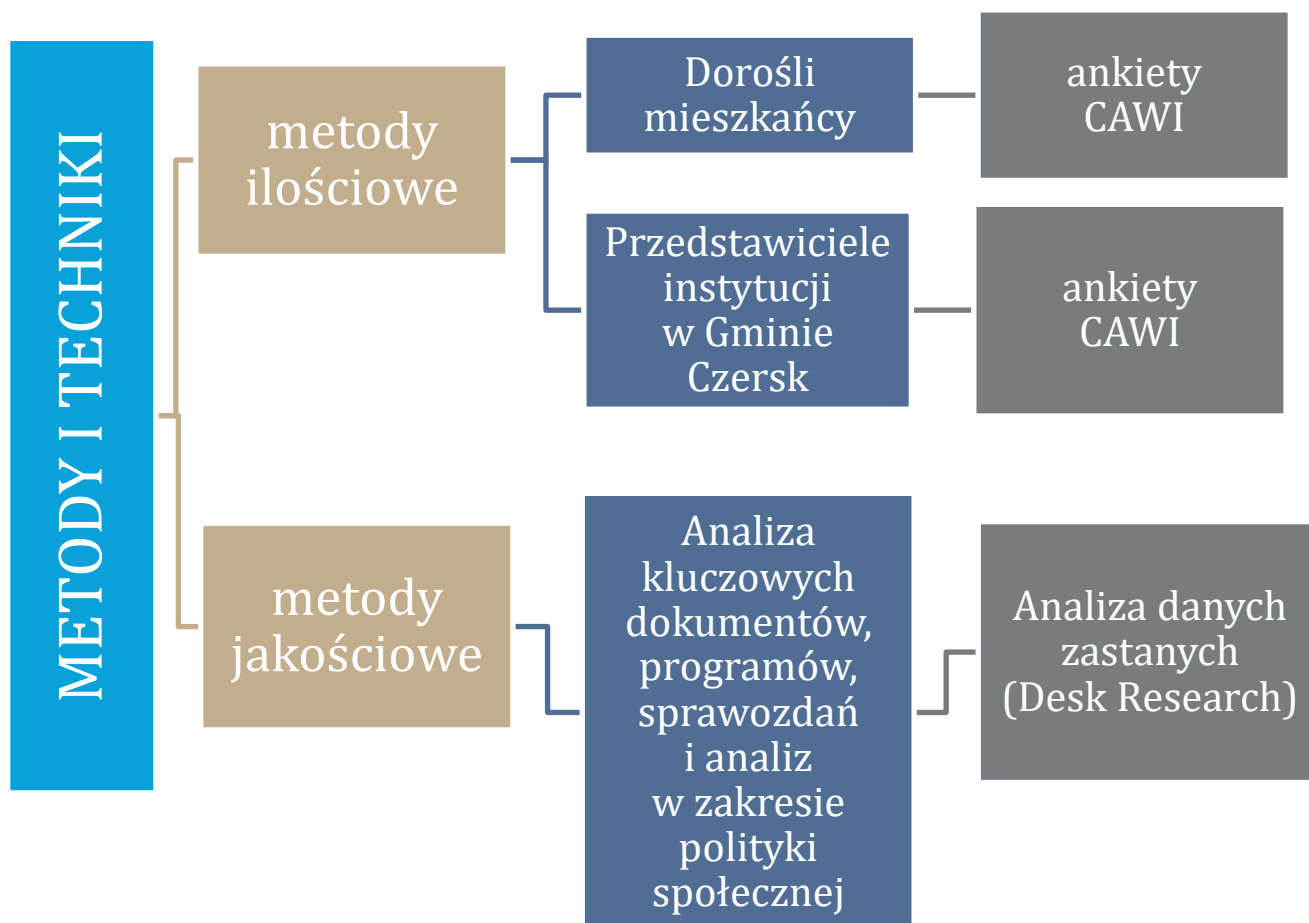 METODY I TECHNIKI
metody
ilościowe
Dorośli
mieszkańcy
ankiety
CAWI
Przedstawiciele
instytucji
w Gminie
Czersk
ankiety
CAWI
metody
jakościowe
Analiza
kluczowych
dokumentów,
programów,
sprawozdań
i analiz
w zakresie
polityki
społecznej
Analiza danych
zastanych
(Desk Research)